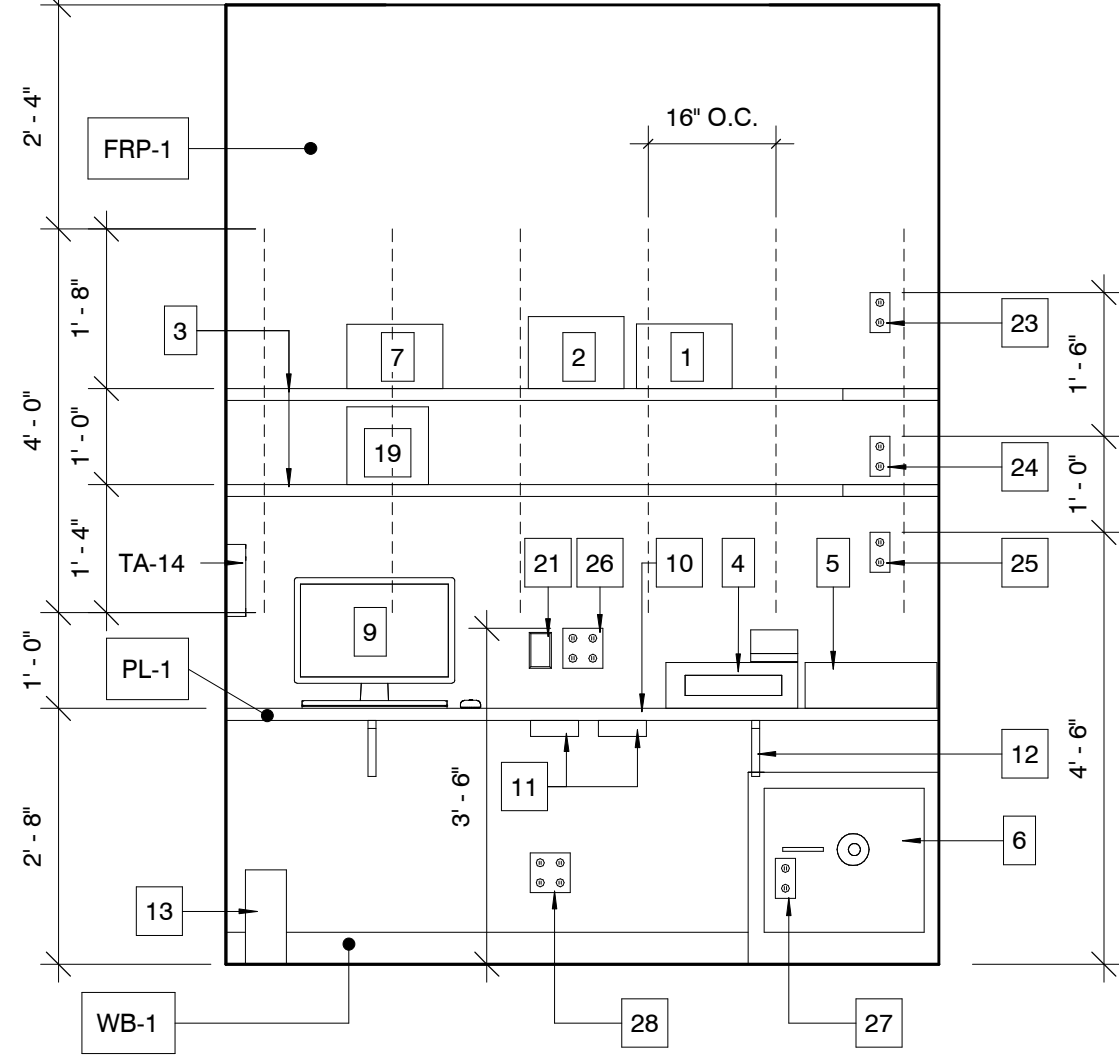 2' - 4"
FRP-1
16" O.C.
1' - 8"
3
7
2
1
23
1' - 6"
4' - 0"
1' - 0"
19
24
1' - 0"
1' - 4"
TA-14
21
26
10
4
5
25
9
1' - 0"
PL-1
12
4' - 6"
11
3' - 6"
2' - 8"
6
13
WB-1
28
27